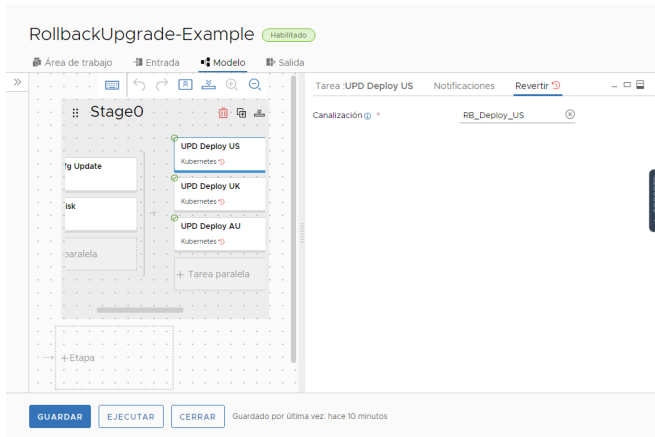 RollbackUpgrade-Example Habilitado
Área de trabajo Entrada Modelo Salida
Stage0
UPD Deploy US
Kubernetes
UPD Deploy UK
Kubernetes
UPD Deploy AU
Kubernetes
+ Tarea paralela
Update
isk
paralela
+Etapa
Tarea :UPD Deploy US Notificaciones Revertir
Canalización * RB_Deploy_US
GUARDAR EJECUTAR CERRAR Guardado por última vez: hace 10 minutos